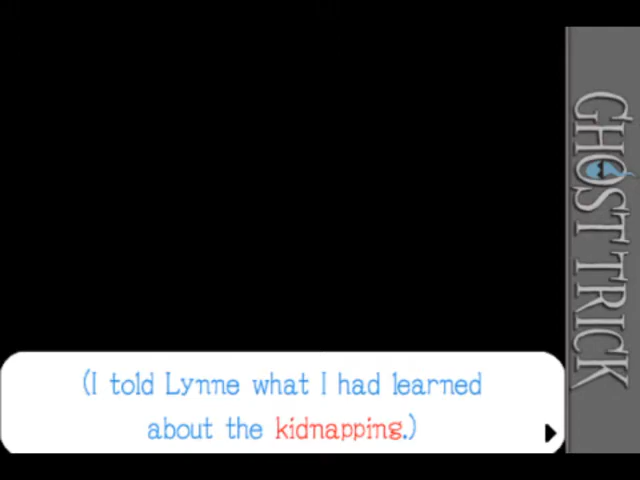 GHOST TRICK
(I told Lynne what I had learned
about the kidnapping.)